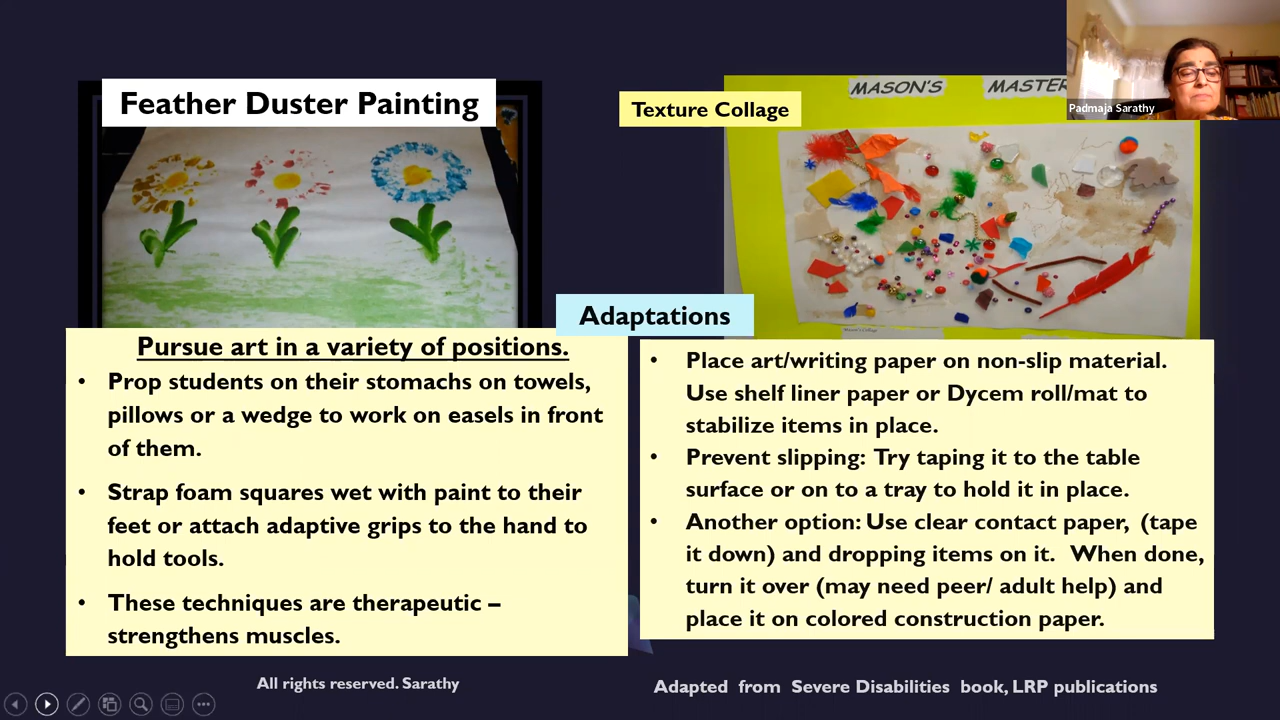 Feather Duster Painting
Texture Collage
MASON'S
Padmaja Sarathy
Adaptations
Pursue art in a variety of positions.
• Prop students on their stomachs on towels,
pillows or a wedge to work on easels in front
of them.
• Strap foam squares wet with paint to their
feet or attach adaptive grips to the hand to
hold tools.
• These techniques are therapeutic –
strengthens muscles.
• Place art/writing paper on non-slip material.
Use shelf liner paper or Dycem roll/mat to
stabilize items in place.
• Prevent slipping: Try taping it to the table
surface or on to a tray to hold it in place.
• Another option: Use clear contact paper, (tape
it down) and dropping items on it. When done,
turn it over (may need peer/ adult help) and
place it on colored construction paper.
All rights reserved. Sarathy
Adapted from Severe Disabilities book, LRP publications